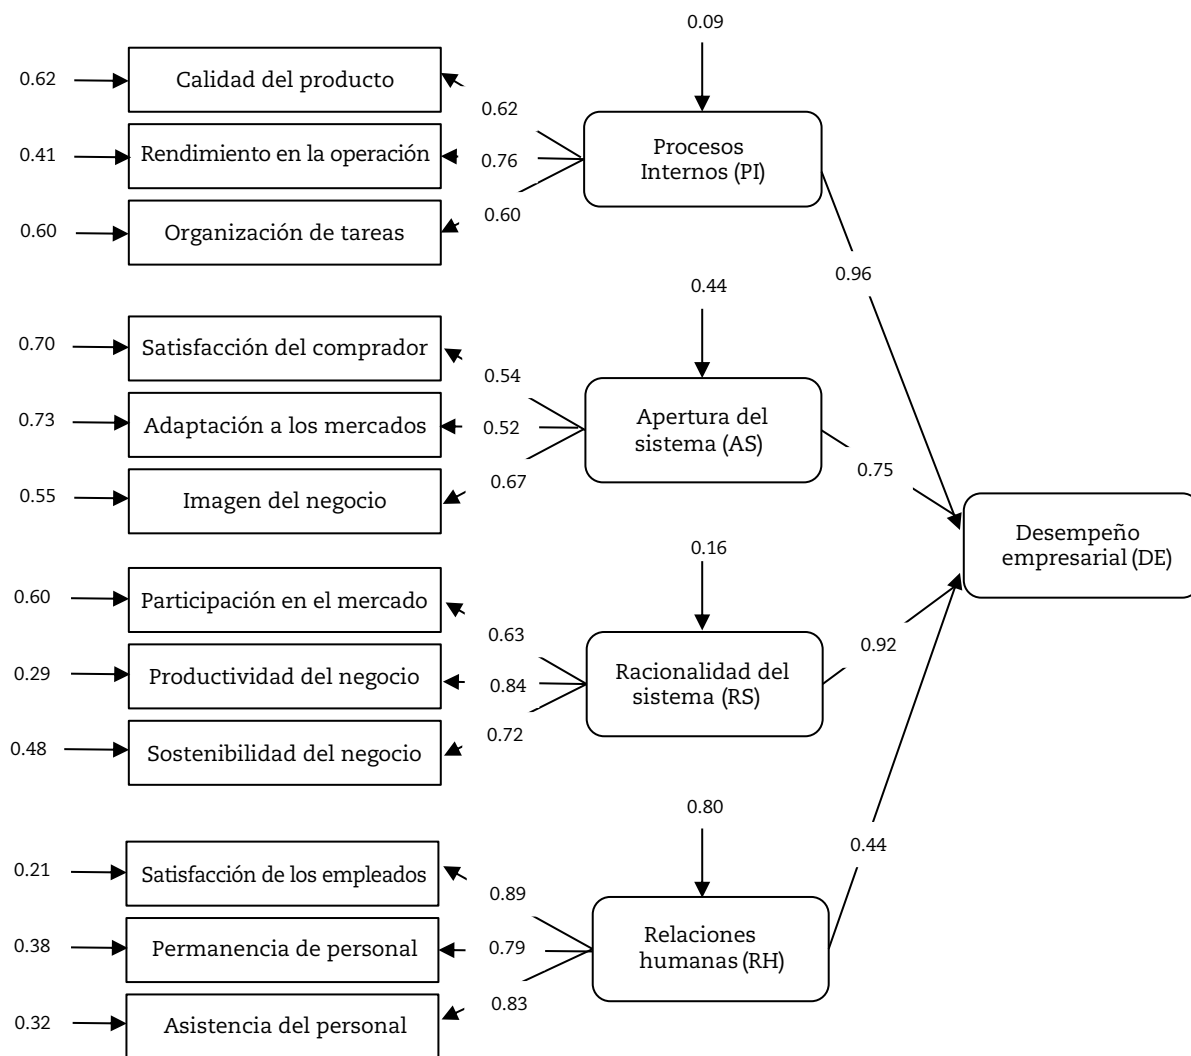 0.09
0.62
Calidad del producto
0.62
0.41
Rendimiento en la operación
0.76
Procesos
Internos (PI)
0.60
Organización de tareas
0.60
0.96
0.44
0.70
Satisfacción del comprador
0.54
0.73
Adaptación a los mercados
0.52
Apertura del
sistema (AS)
0.55
Imagen del negocio
0.67
0.75
Desempeño
empresarial (DE)
0.16
0.60
Participación en el mercado
0.63
0.29
Productividad del negocio
0.84
Racionalidad del
sistema (RS)
0.92
0.48
Sostenibilidad del negocio
0.72
0.80
0.44
0.21
Satisfacción de los empleados
0.89
0.38
Permanencia de personal
0.79
Relaciones
humanas (RH)
0.32
Asistencia del personal
0.83